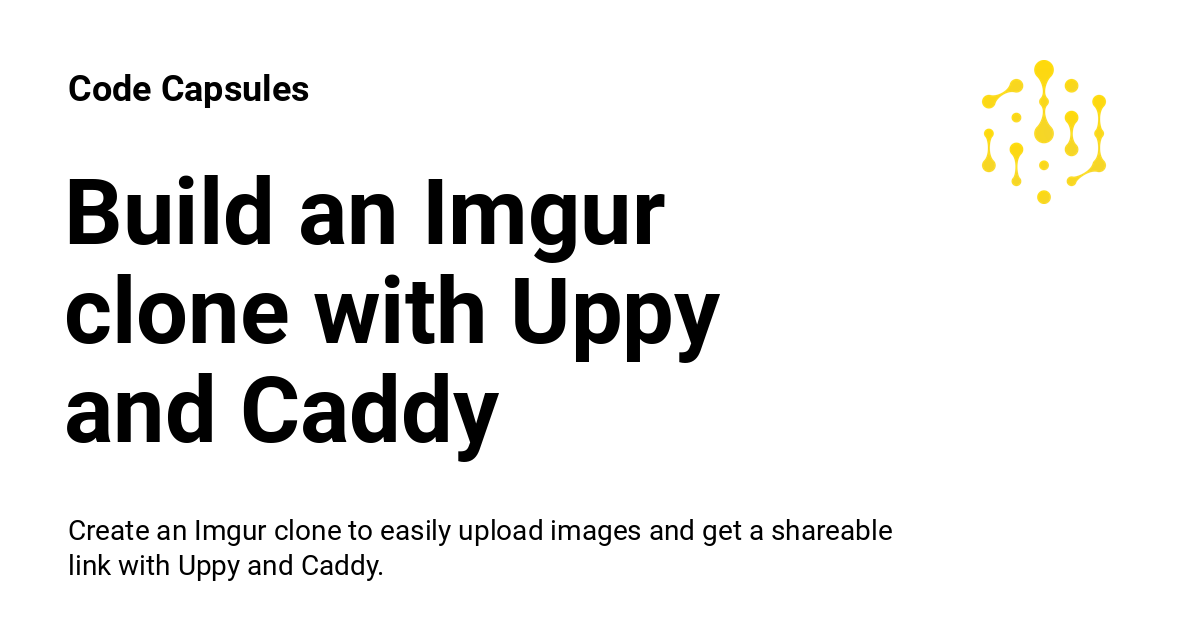 Code Capsules
Build an Imgur
clone with Uppy
and Caddy
Create an Imgur clone to easily upload images and get a shareable
link with Uppy and Caddy.